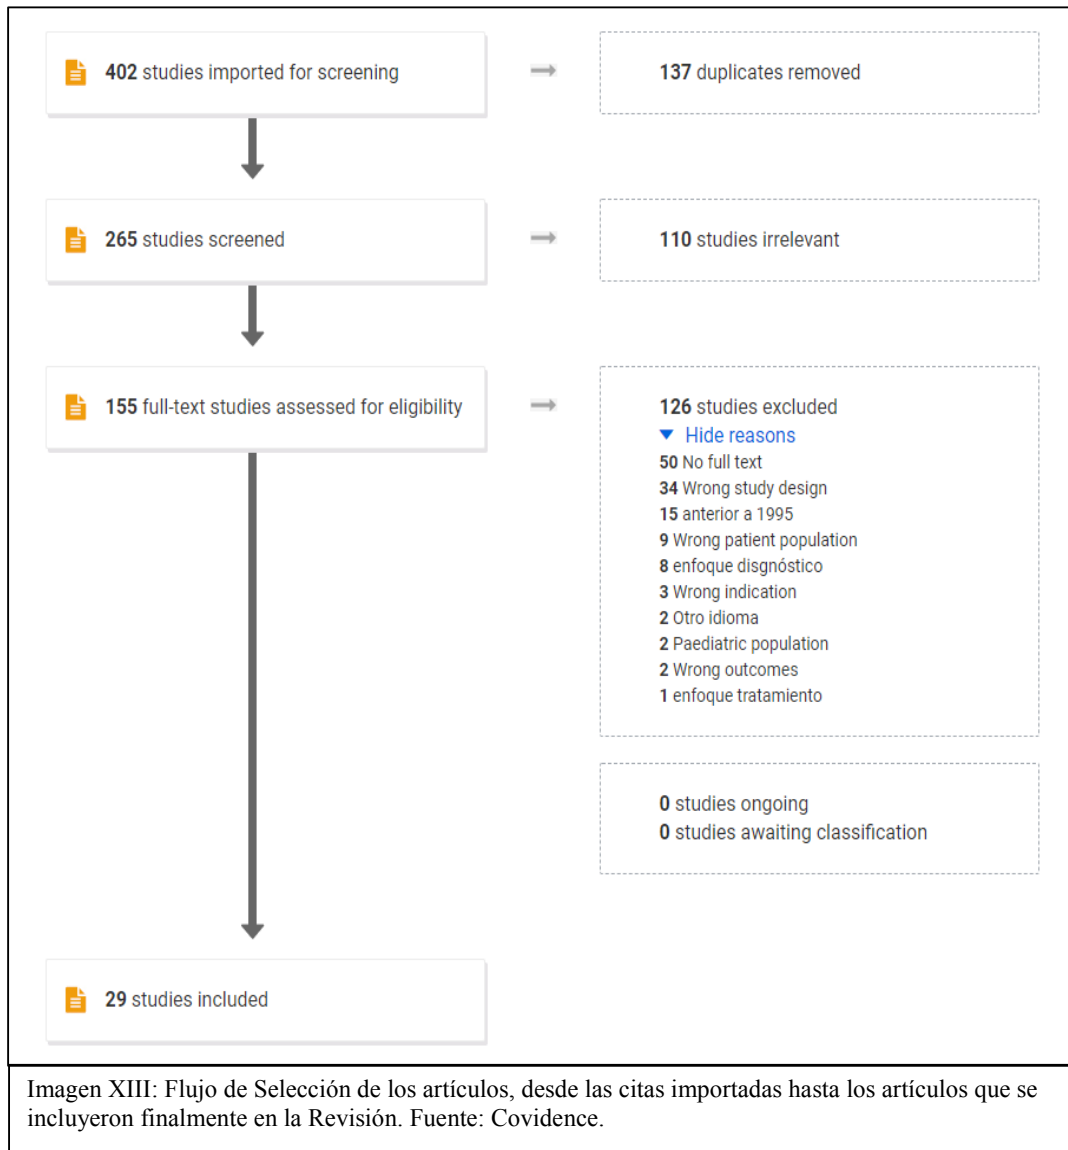 402 studies imported for screening
137 duplicates removed
265 studies screened
110 studies irrelevant
155 full-text studies assessed for eligibility
126 studies excluded
Hide reasons
50 No full text
34 Wrong study design
15 anterior a 1995
9 Wrong patient population
8 enfoque disgnóstico
3 Wrong indication
2 Otro idioma
2 Paediatric population
2 Wrong outcomes
1 enfoque tratamiento
0 studies ongoing
0 studies awaiting classification
29 studies included
Imagen XIII: Flujo de Selección de los artículos, desde las citas importadas hasta los artículos que se
incluyeron finalmente en la Revisión. Fuente: Covidence.